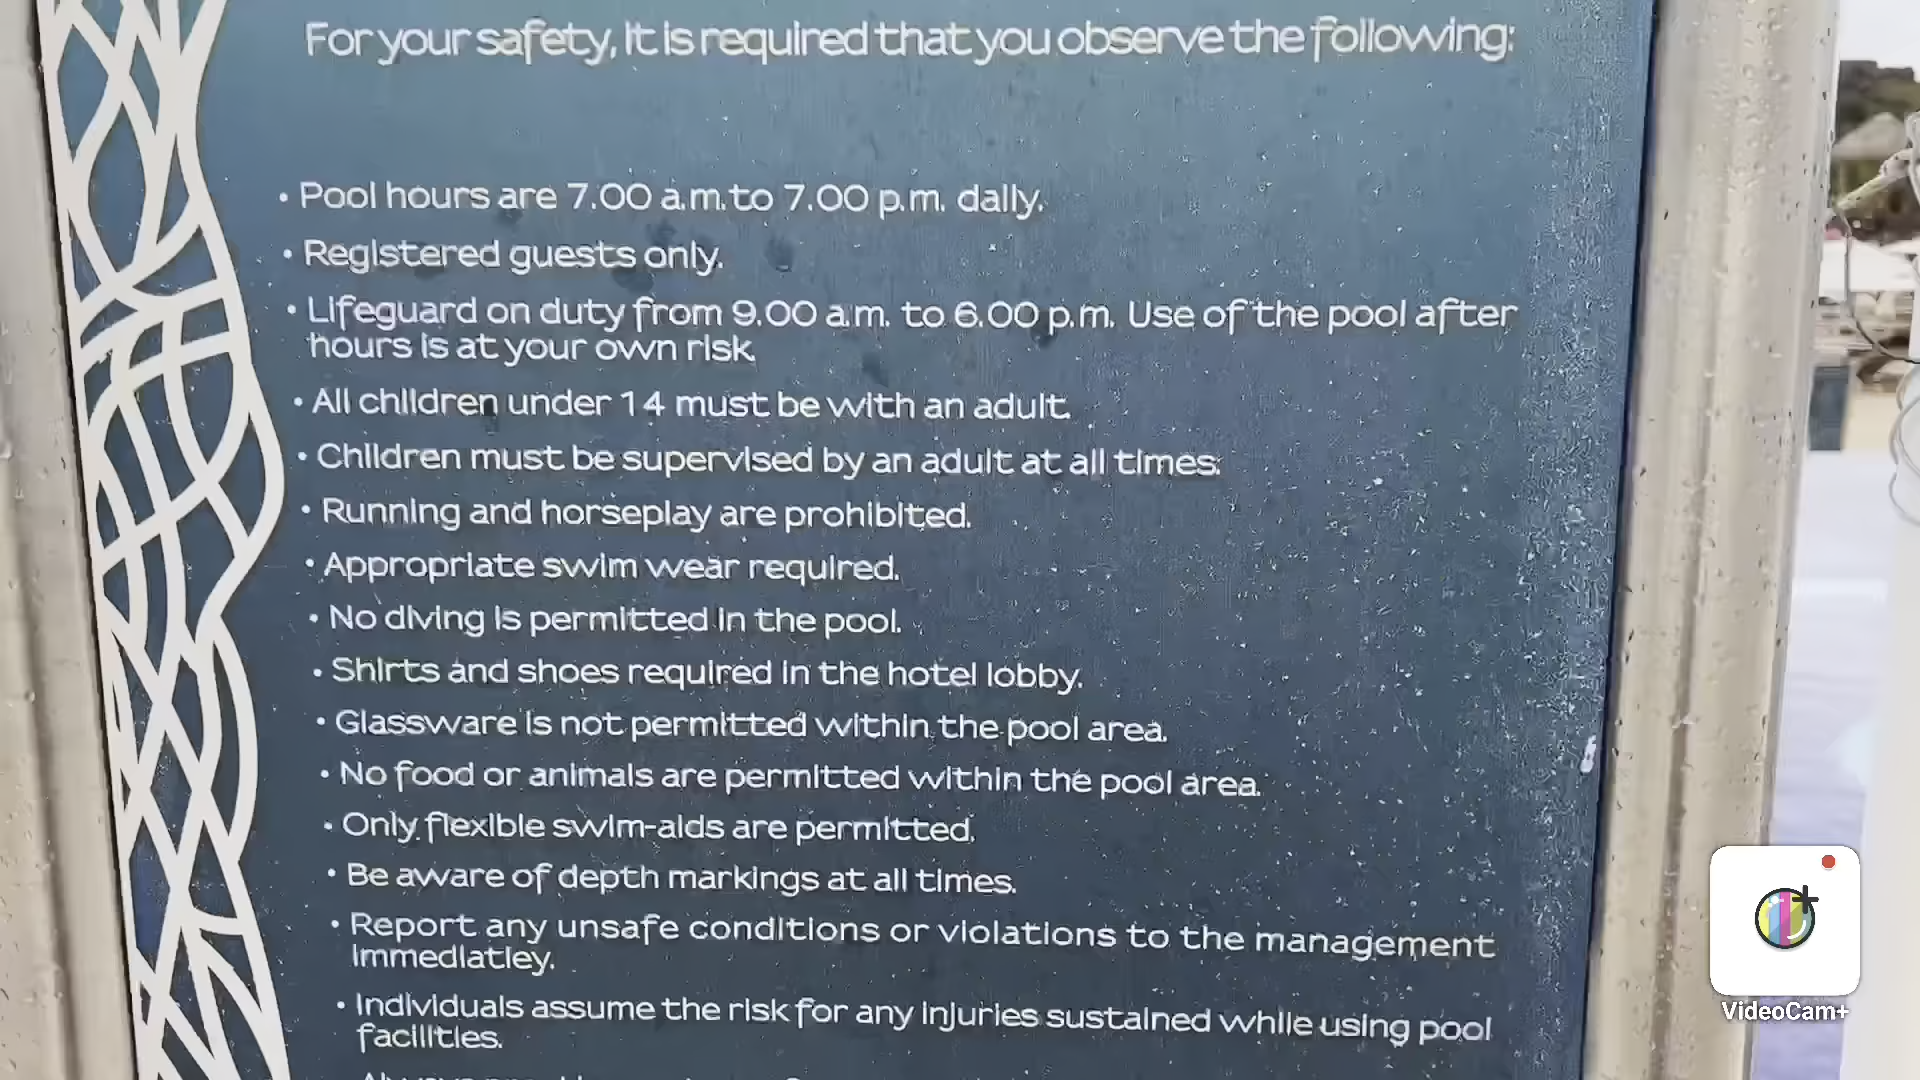 For your safety, it is required that you observe the following:
• Pool hours are 7.00 a.m. to 7.00 p.m. daily.
• Registered guests only.
• Lifeguard on duty from 9.00 a.m. to 6.00 p.m. Use of the pool after
hours is at your own risk.
• All children under 14 must be with an adult.
• Children must be supervised by an adult at all times.
• Running and horseplay are prohibited.
• Appropriate swim wear required.
• No diving is permitted in the pool.
• Shirts and shoes required in the hotel lobby.
• Glassware is not permitted within the pool area.
• No food or animals are permitted within the pool area.
• Only flexible swim-aids are permitted.
• Be aware of depth markings at all times.
• Report any unsafe conditions or violations to the management
immediatley.
• Individuals assume the risk for any injuries sustained while using pool
facilities.
VideoCam+